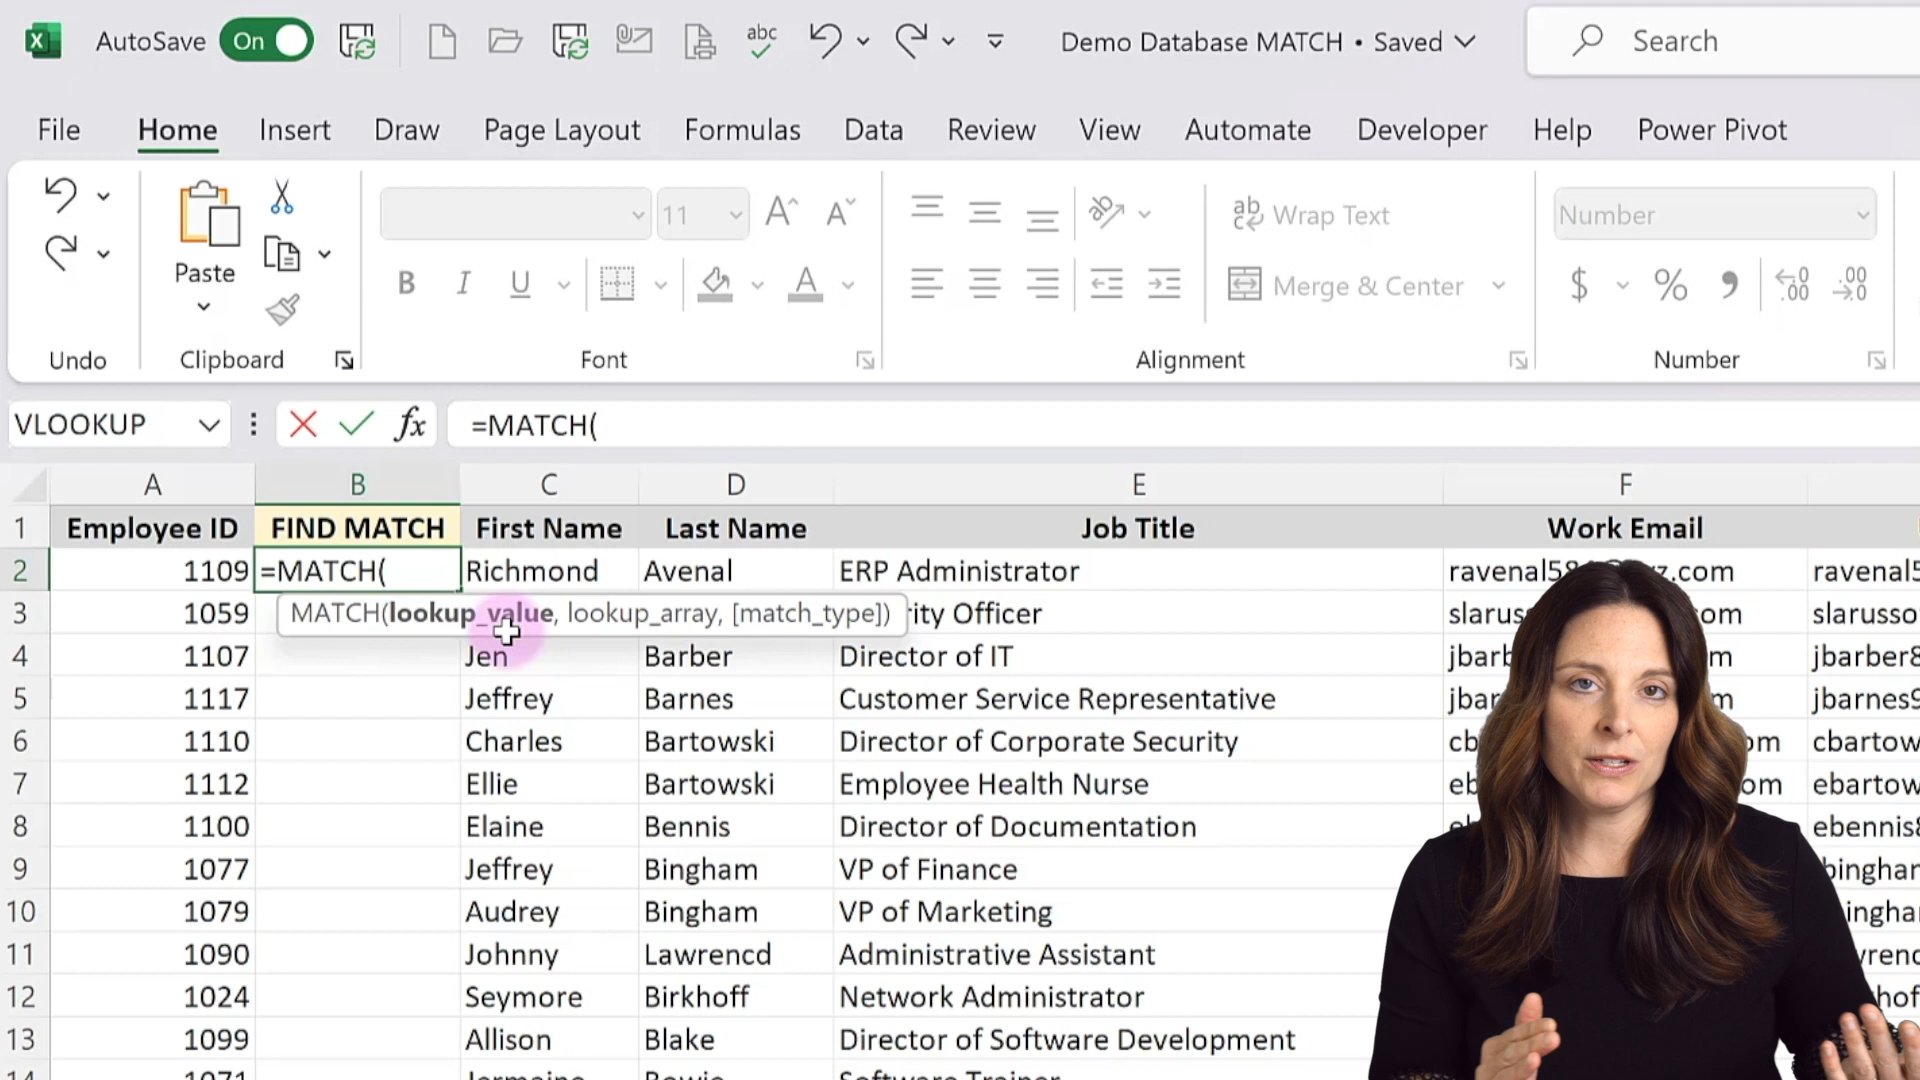 AutoSave On abc Demo Database MATCH • Saved Search
File Home Insert Draw Page Layout Formulas Data Review View Automate Developer Help Power Pivot
Paste 11 A A ab Wrap Text Number
B I U A Merge & Center $ % , .00 .00
Undo Clipboard Font Alignment Number
VLOOKUP fx =MATCH(
A B C D E F
1 Employee ID FIND MATCH First Name Last Name Job Title Work Email
2 1109 =MATCH( Richmond Avenal ERP Administrator
3 1059 MATCH(lookup_value, lookup_array, [match_type]) Officer
4 1107 Jen Barber Director of IT
5 1117 Jeffrey Barnes Customer Service Representative
6 1110 Charles Bartowski Director of Corporate Security
7 1112 Ellie Bartowski Employee Health Nurse
8 1100 Elaine Bennis Director of Documentation
9 1077 Jeffrey Bingham VP of Finance
10 1079 Audrey Bingham VP of Marketing
11 1090 Johnny Lawrencd Administrative Assistant
12 1024 Seymore Birkhoff Network Administrator
13 1099 Allison Blake Director of Software Development